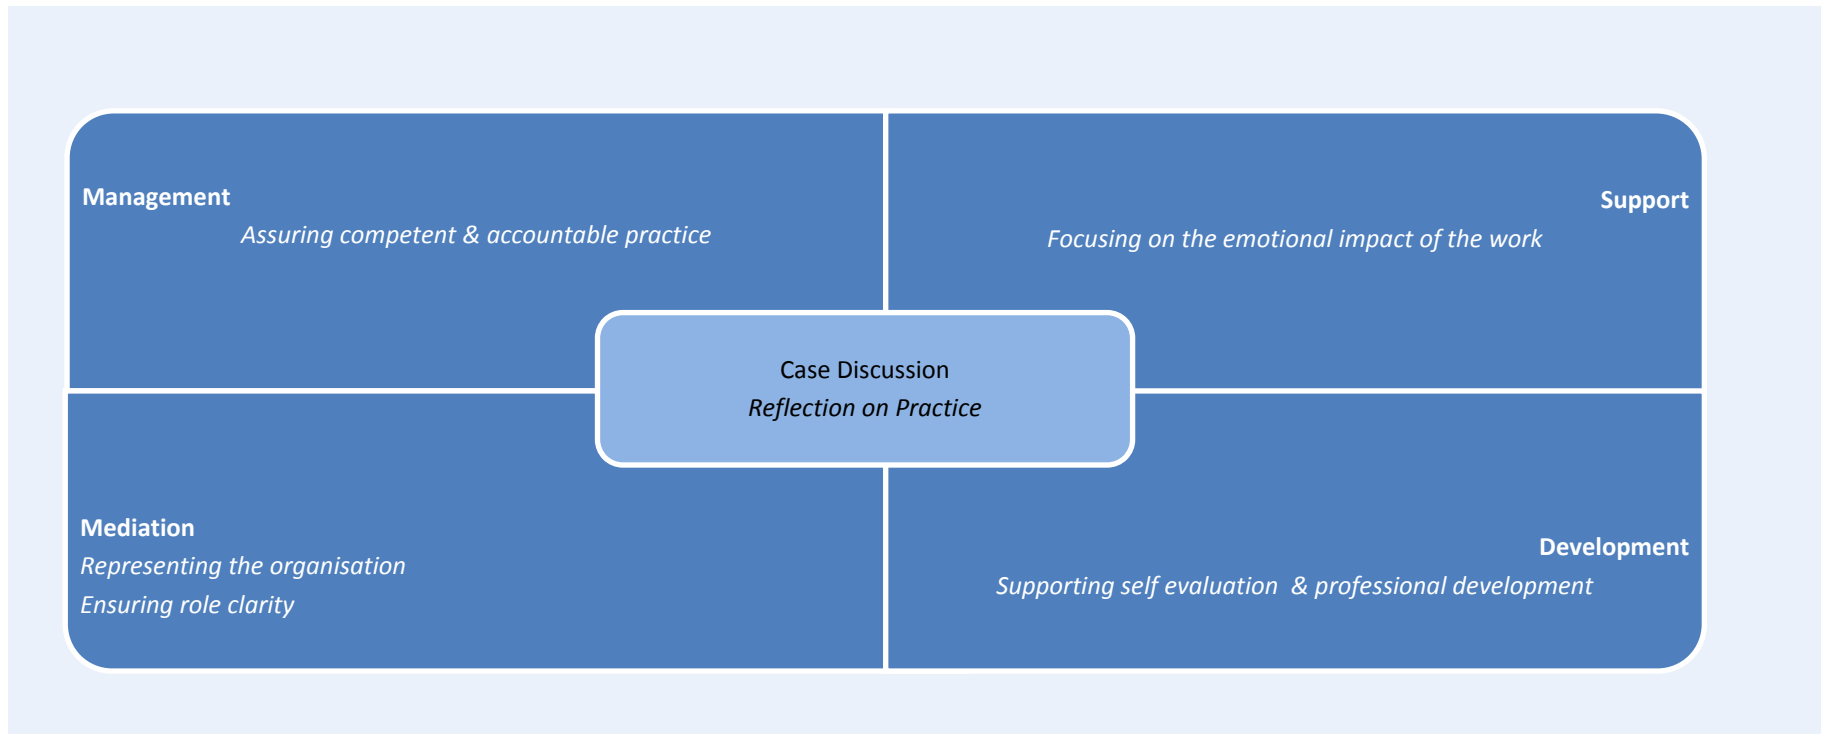 Management
Assuring competent & accountable practice
Support
Focusing on the emotional impact of the work
Case Discussion
Reflection on Practice
Mediation
Representing the organisation
Ensuring role clarity
Development
Supporting self evaluation  & professional development